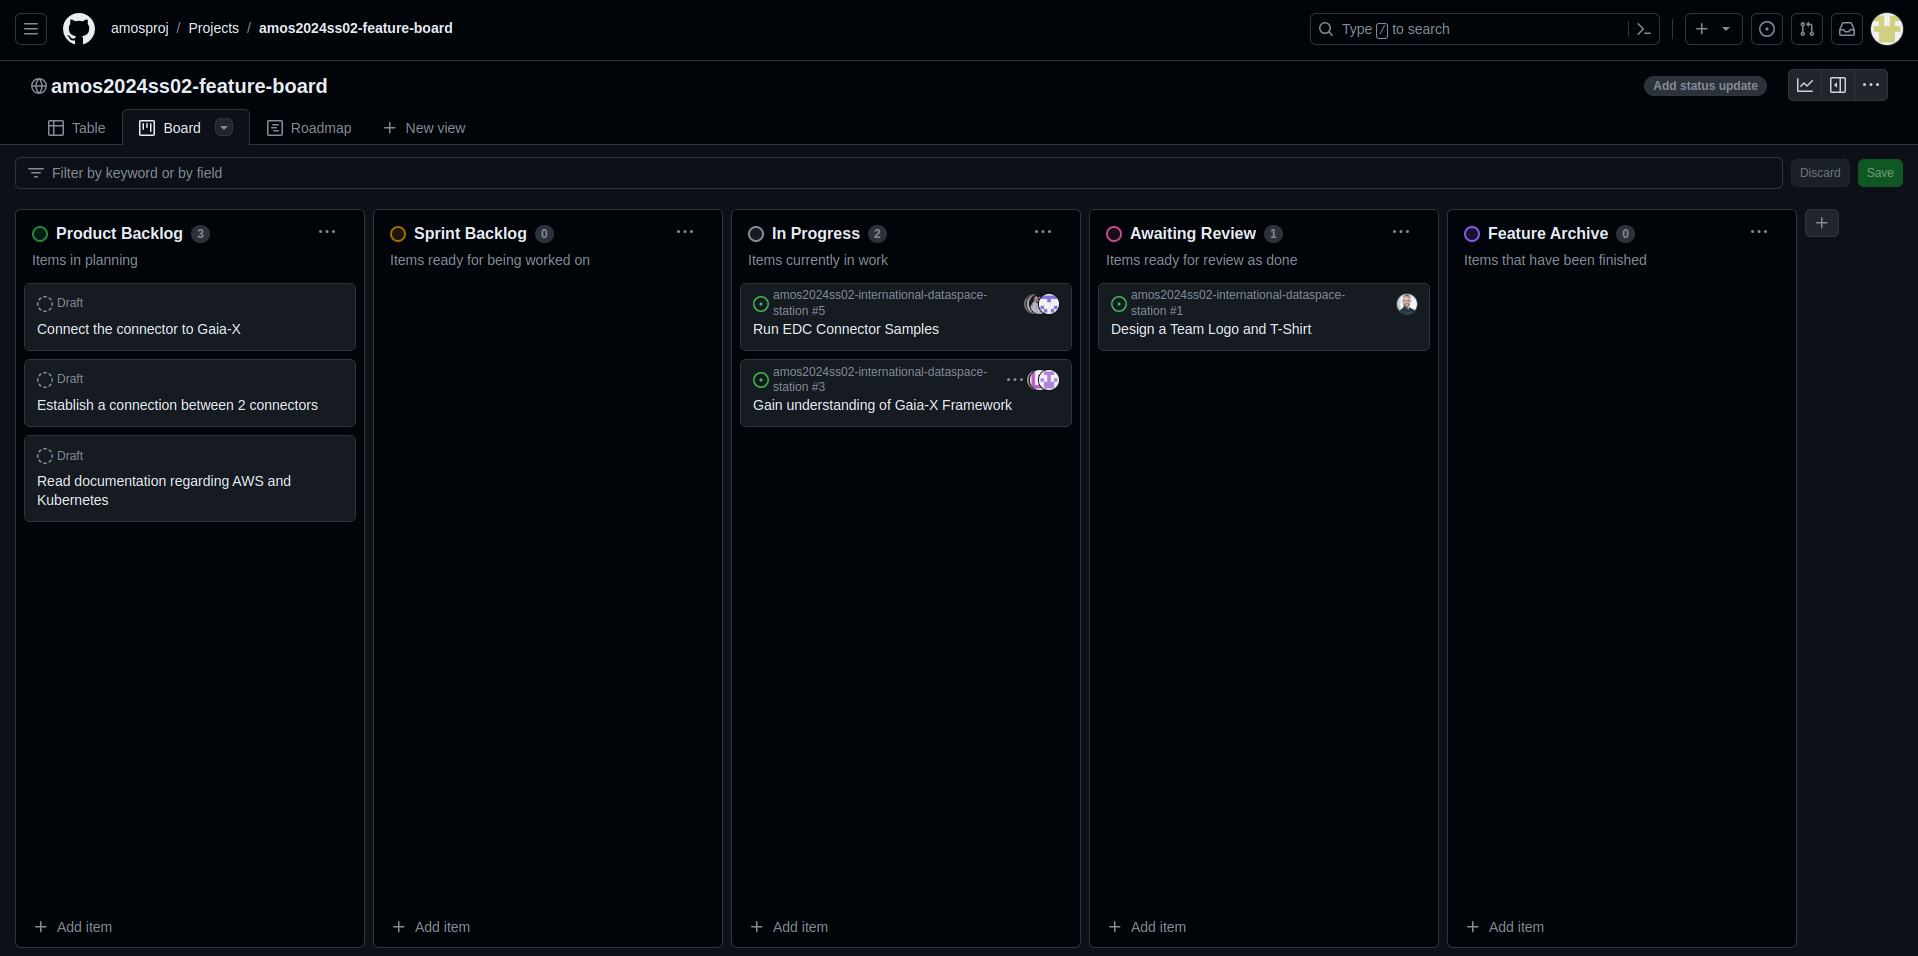 amosproj / Projects / amos2024ss02-feature-board
Type / to search
amos2024ss02-feature-board
Add status update
Table
Board
Roadmap
New view
Filter by keyword or by field
Discard
Save
Product Backlog 3
Items in planning
Draft
Connect the connector to Gaia-X
Draft
Establish a connection between 2 connectors
Draft
Read documentation regarding AWS and
Kubernetes
Add item
Sprint Backlog 0
Items ready for being worked on
Add item
In Progress 2
Items currently in work
amos2024ss02-international-dataspace-
station #5
Run EDC Connector Samples
amos2024ss02-international-dataspace-
station #3
Gain understanding of Gaia-X Framework
Add item
Awaiting Review 1
Items ready for review as done
amos2024ss02-international-dataspace-
station #1
Design a Team Logo and T-Shirt
Add item
Feature Archive 0
Items that have been finished
Add item